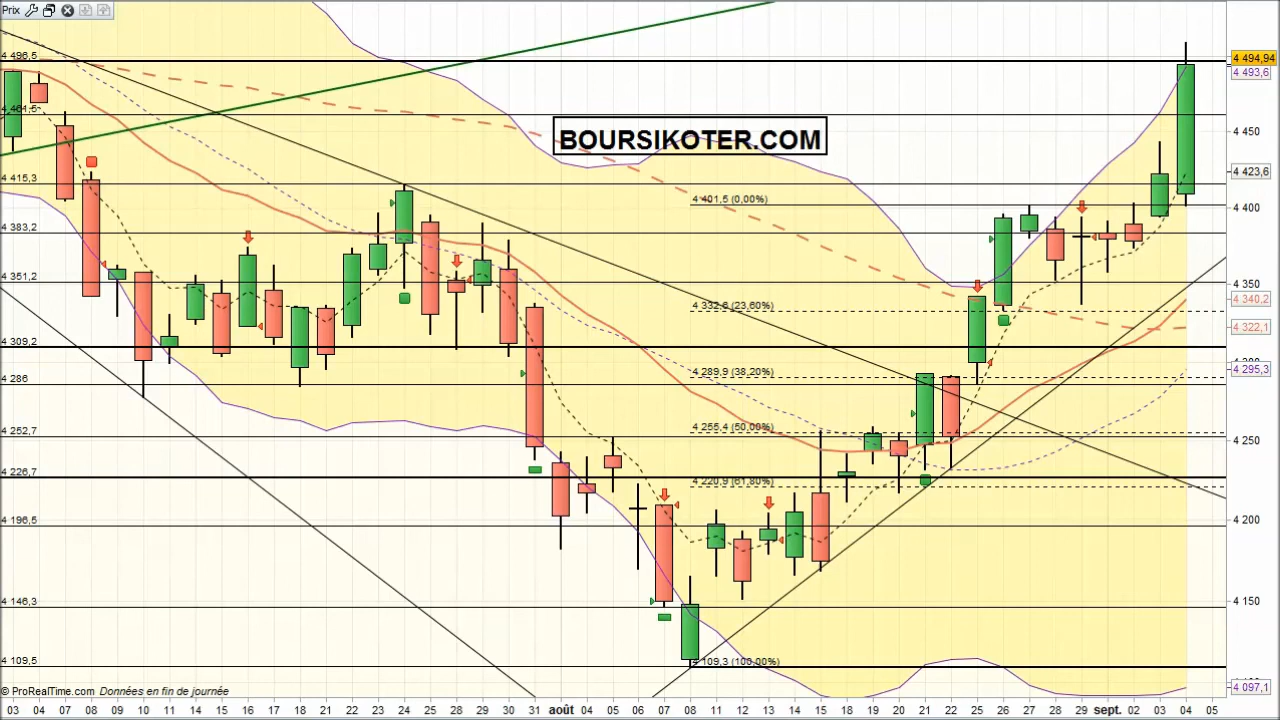 Prix
4 496,5
4 494,94
4 493,6
4 464,5
BOURSIKOTER.COM
4 450
4 415,3
4 423,6
4 401,5 (0,00%)
4 400
4 383,2
4 351,2
4 350
4 332,6 (23,60%)
4 340,2
4 322,1
4 309,2
4 289,9 (38,20%)
4 295,3
4 286
4 252,7
4 255,4 (50,00%)
4 250
4 226,7
4 220,9 (61,80%)
4 196,5
4 200
4 146,3
4 150
4 109,5
4 109,3 (100,00%)
4 097,1
© ProRealTime.com Données en fin de journée
03 04 07 08 09 10 11 14 15 16 17 18 21 22 23 24 25 28 29 30 31 août 04 05 06 07 08 11 12 13 14 15 18 19 20 21 22 25 26 27 28 29 sept. 02 03 04 05